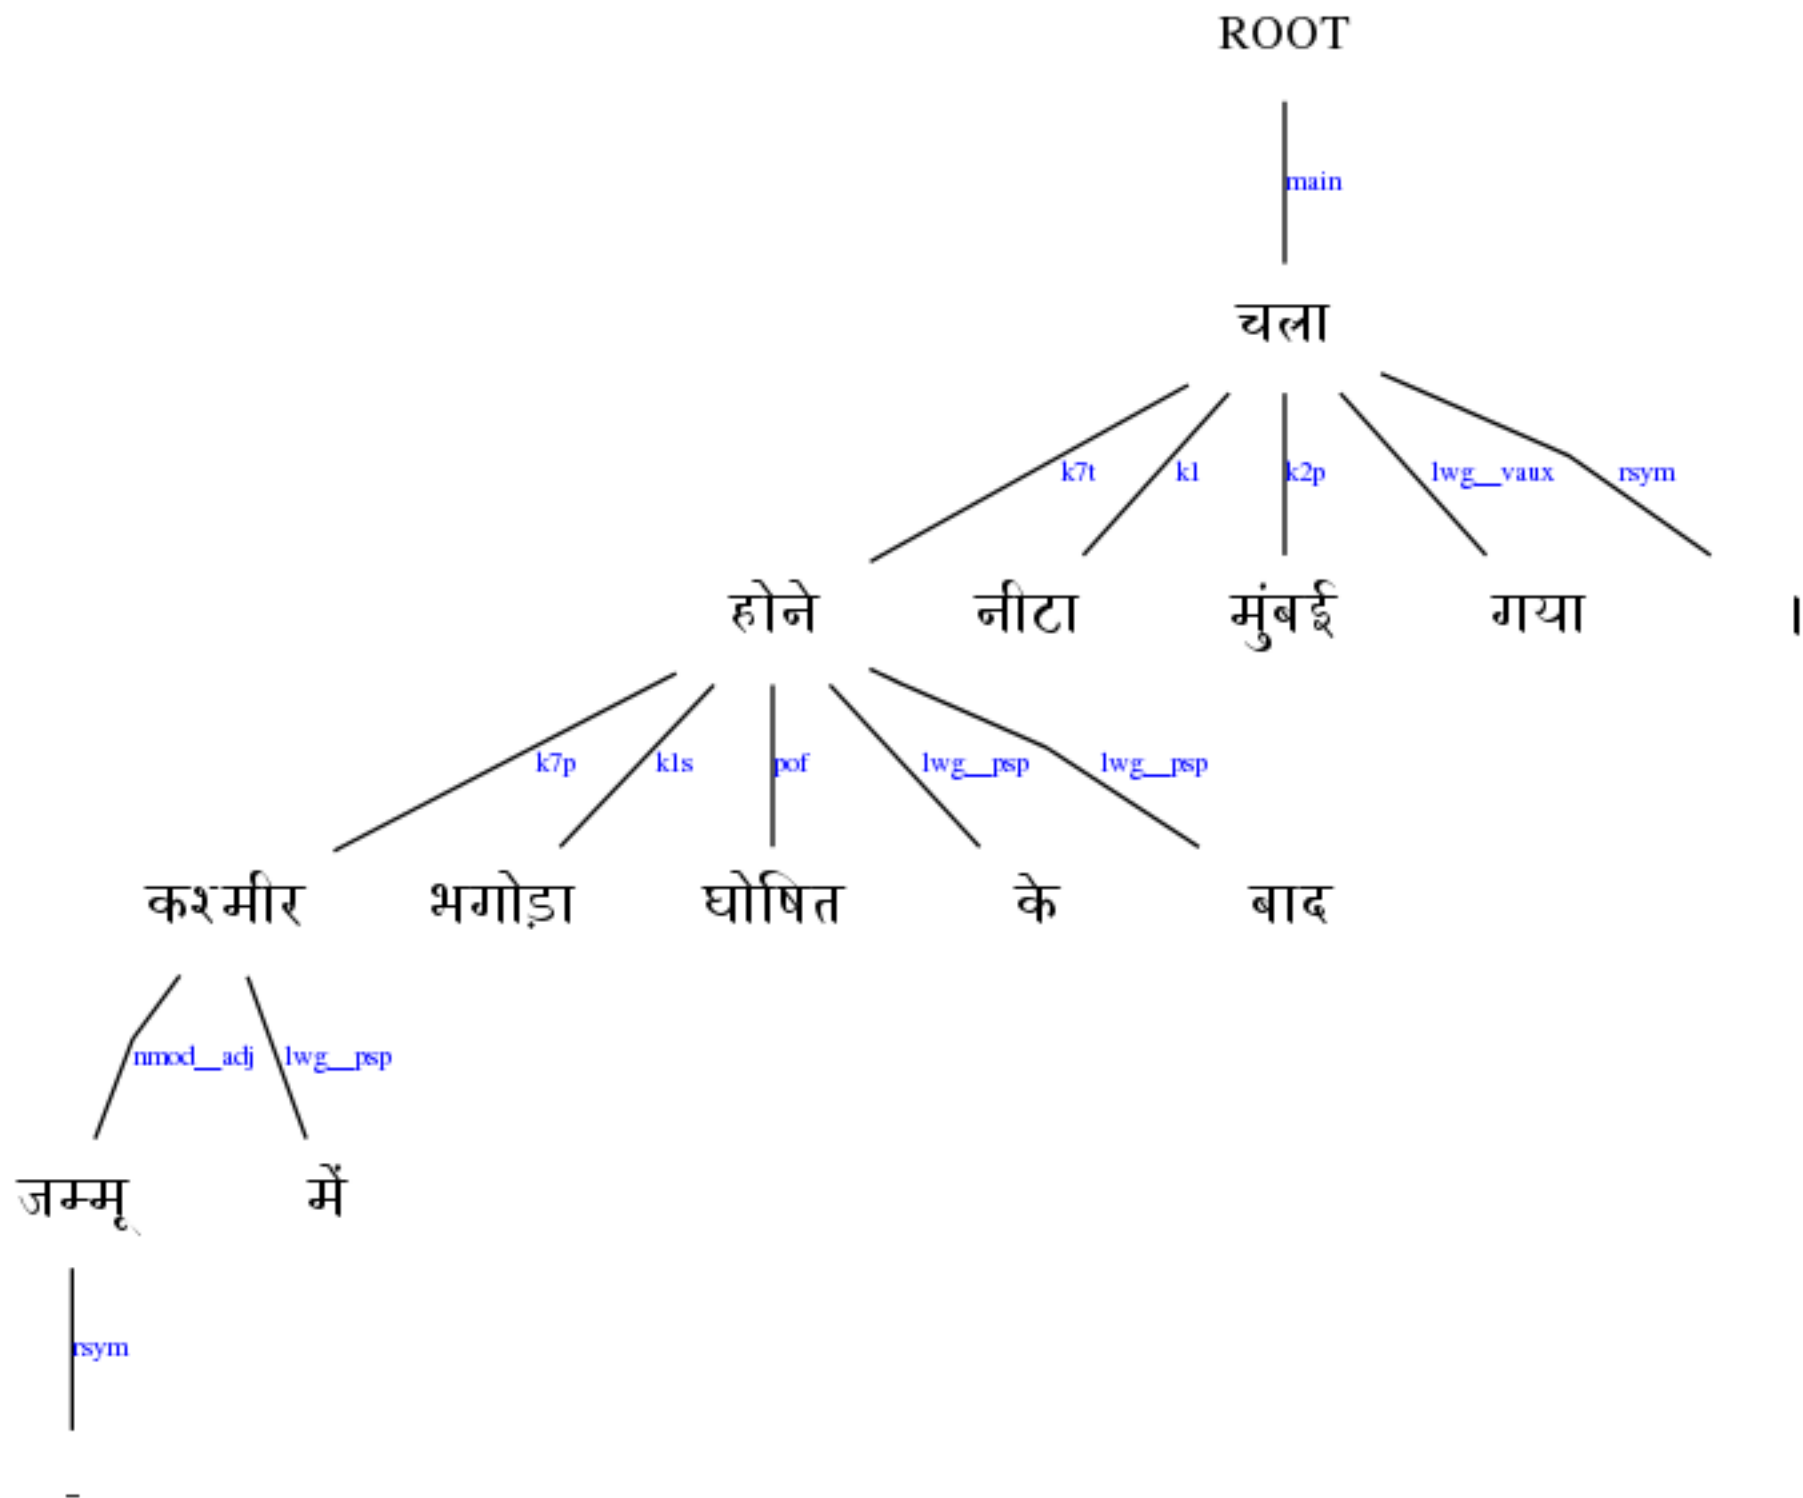 ROOT
main
चला
k7t k1 k2p lwg__vaux rsym
होने नीटा मुंबई गया ।
k7p k1s pof lwg__psp lwg__psp
कश्मीर भगोड़ा घोषित के बाद
nmod__adj lwg__psp
जम्मू में
rsym
-